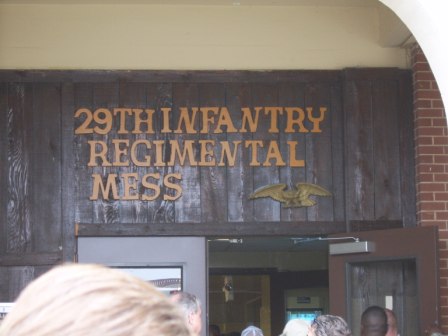 29TH INFANTRY
REGIMENTAL
MESS